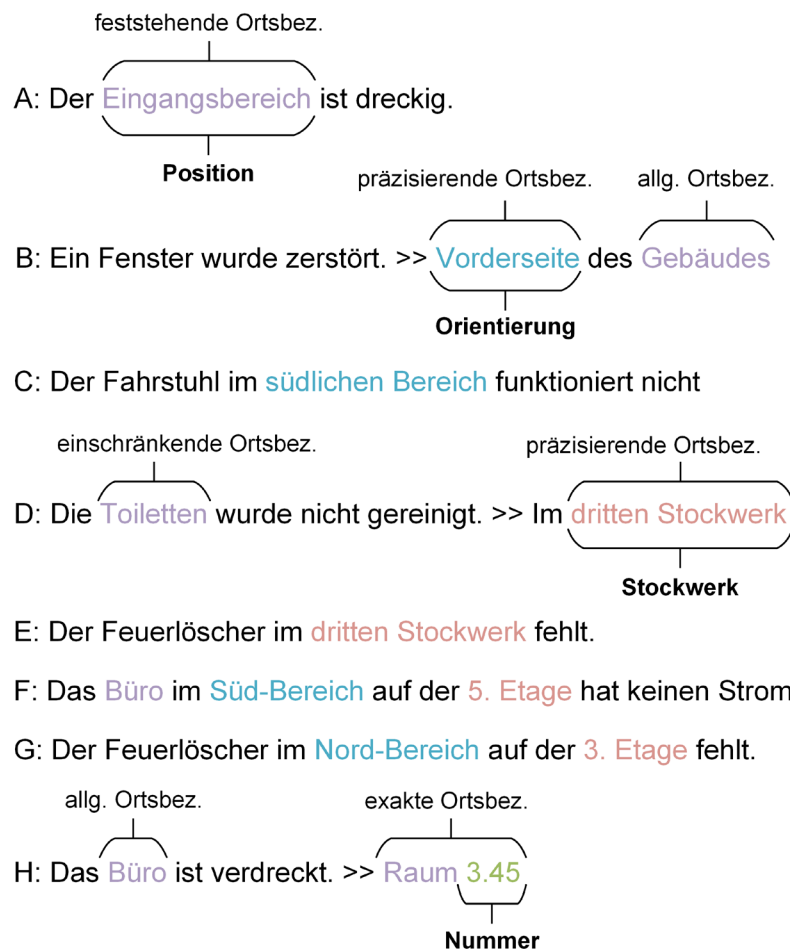 feststehende Ortsbez.
A: Der Eingangsbereich ist dreckig.
Position
präzisierende Ortsbez. allg. Ortsbez.
B: Ein Fenster wurde zerstört. >> Vorderseite des Gebäudes
Orientierung
C: Der Fahrstuhl im südlichen Bereich funktioniert nicht
einschränkende Ortsbez. präzisierende Ortsbez.
D: Die Toiletten wurde nicht gereinigt. >> Im dritten Stockwerk
Stockwerk
E: Der Feuerlöscher im dritten Stockwerk fehlt.
F: Das Büro im Süd-Bereich auf der 5. Etage hat keinen Strom
G: Der Feuerlöscher im Nord-Bereich auf der 3. Etage fehlt.
allg. Ortsbez. exakte Ortsbez.
H: Das Büro ist verdreckt. >> Raum 3.45
Nummer